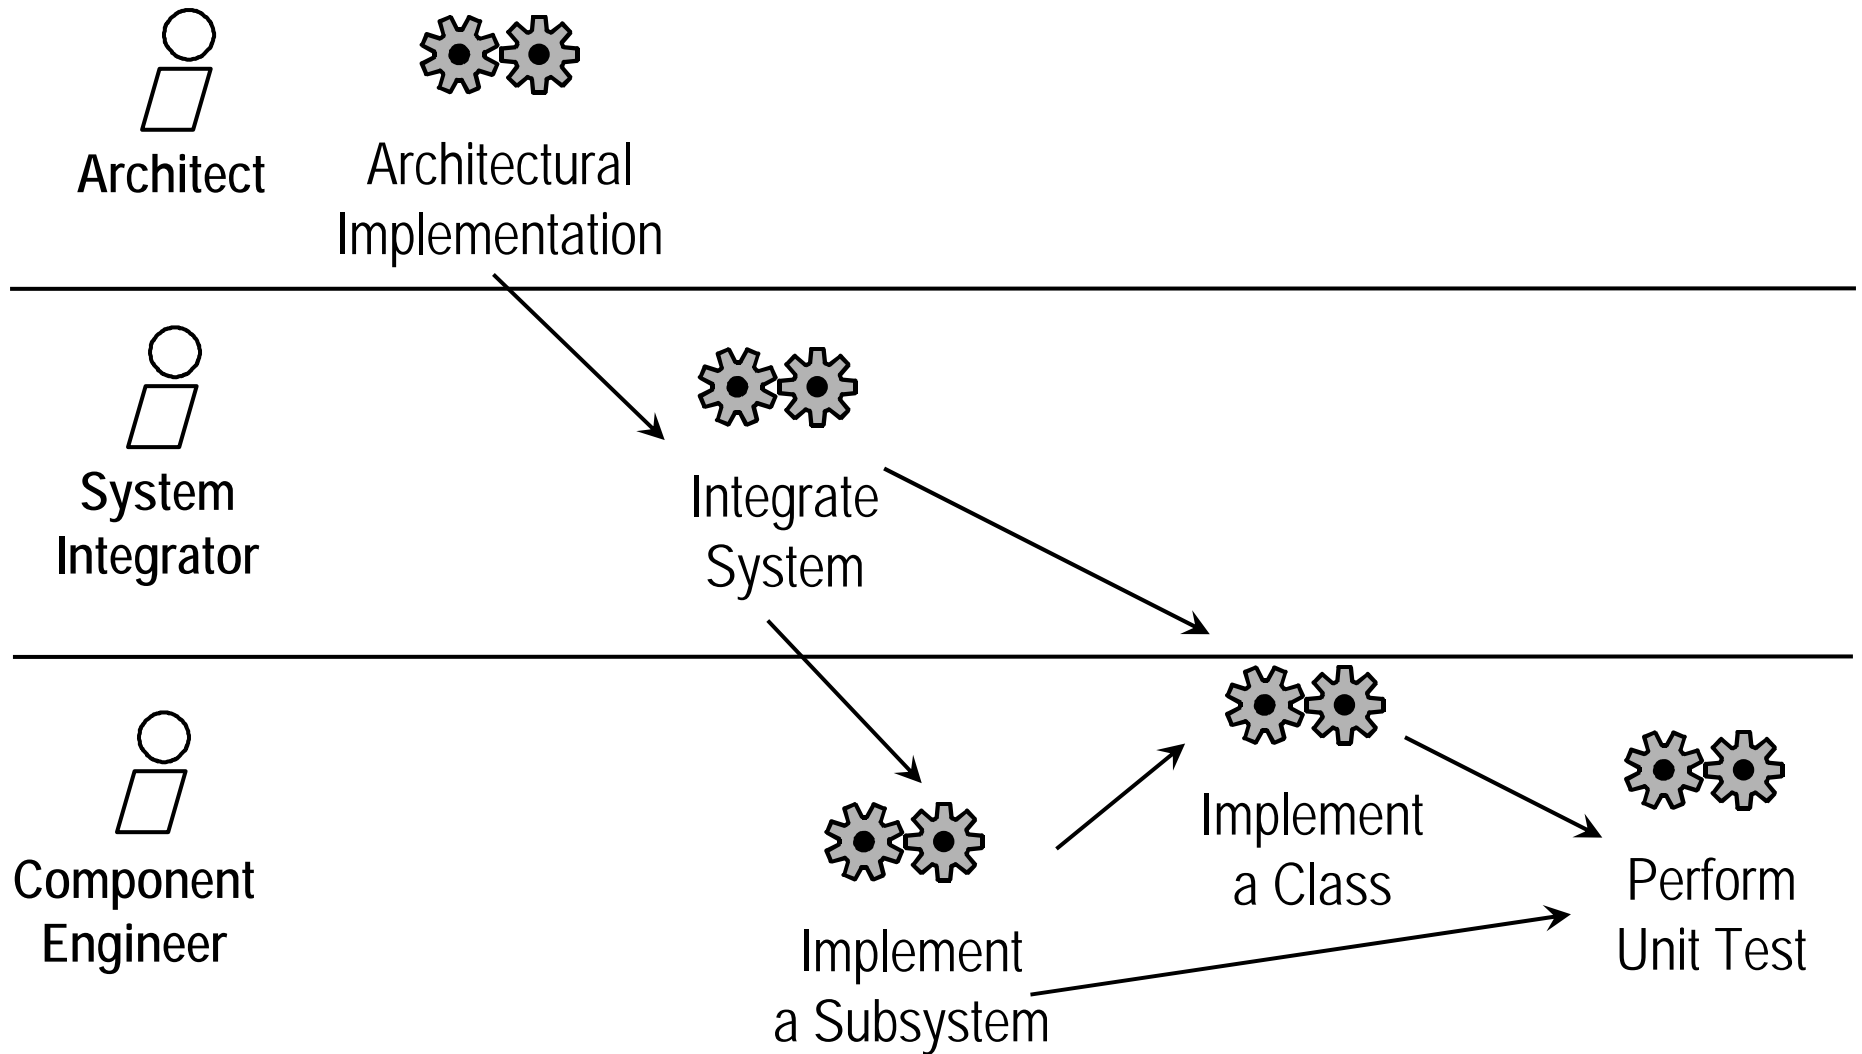 Architect
Architectural
Implementation
System
Integrator
Integrate
System
Component
Engineer
Implement
a Subsystem
Implement
a Class
Perform
Unit Test